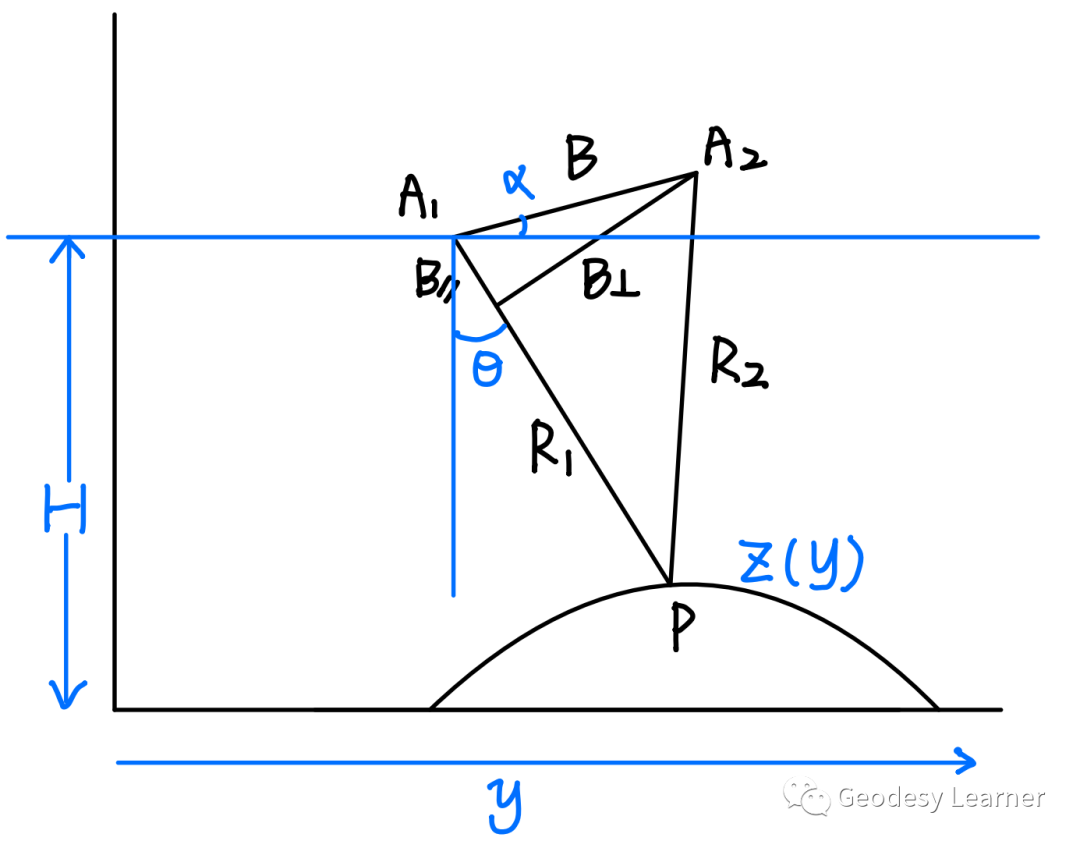 B
A₂
α
A₁
B∥
B⊥
θ
R₂
R₁
H
Z(y)
P
y
Geodesy Learner